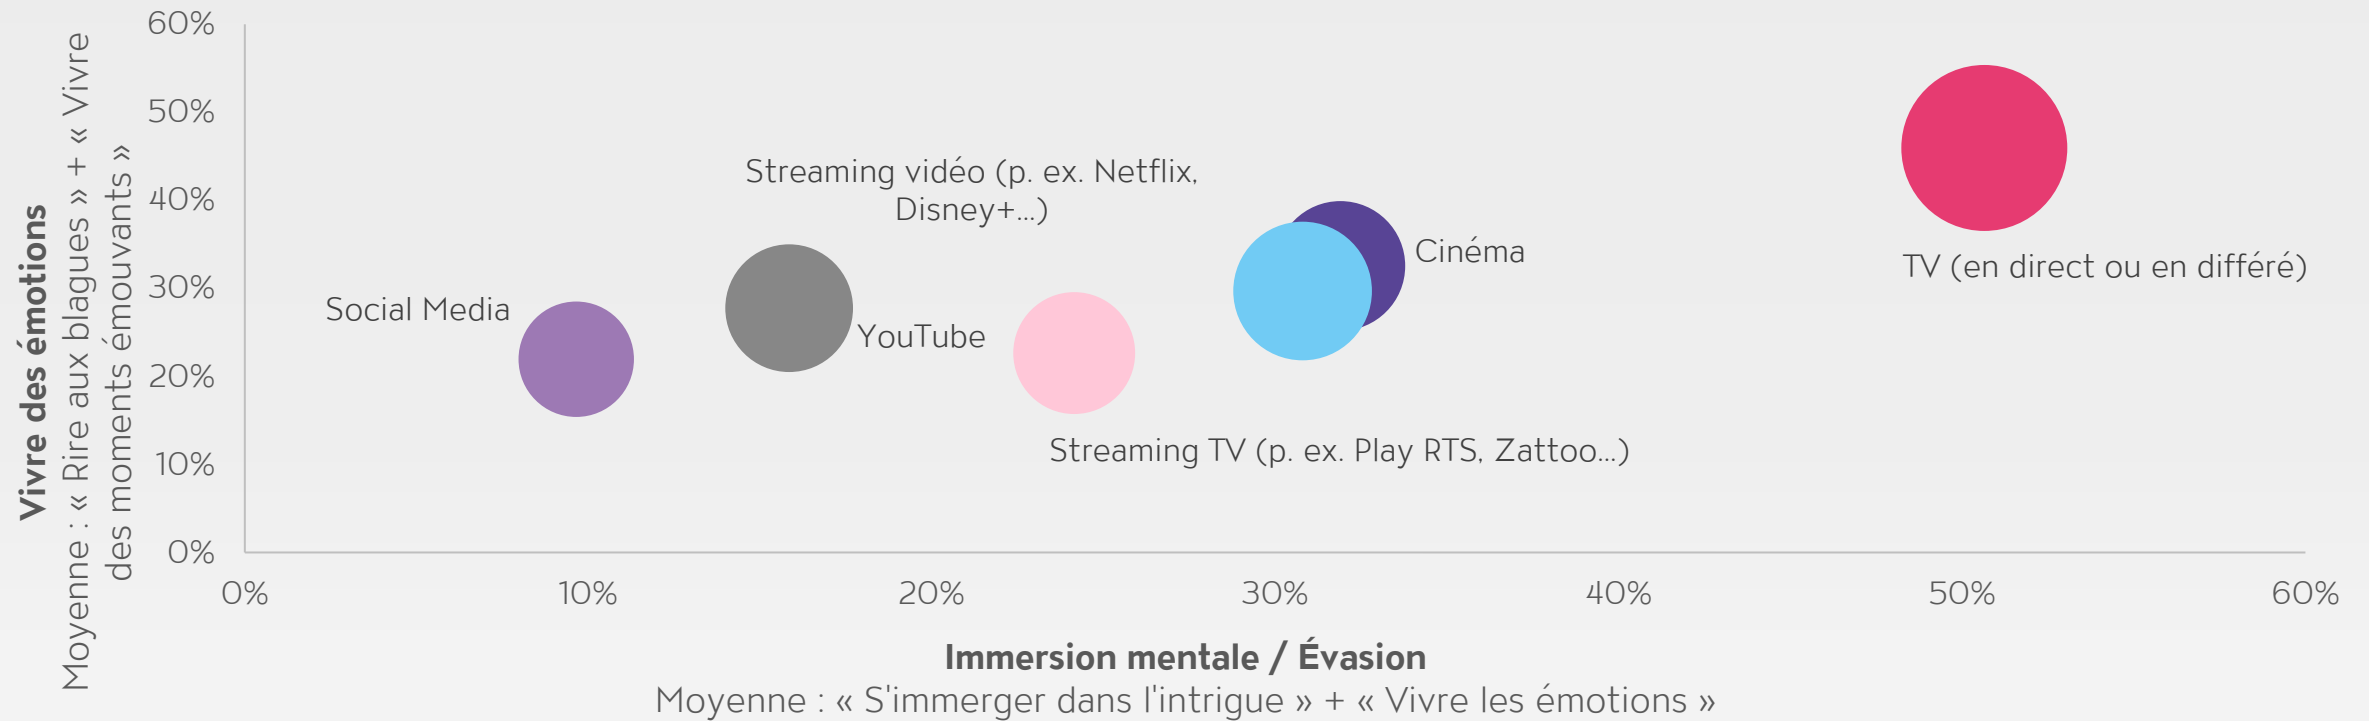 Vivre des émotions
Moyenne : « Rire aux blagues » + « Vivre
des moments émouvants »
60%
50%
40%
30%
20%
10%
0%
Streaming vidéo (p. ex. Netflix,
Disney+...)
Cinéma
TV (en direct ou en différé)
Social Media
YouTube
Streaming TV (p. ex. Play RTS, Zattoo...)
0%
10%
20%
30%
40%
50%
60%
Immersion mentale / Évasion
Moyenne : « S'immerger dans l'intrigue » + « Vivre les émotions »